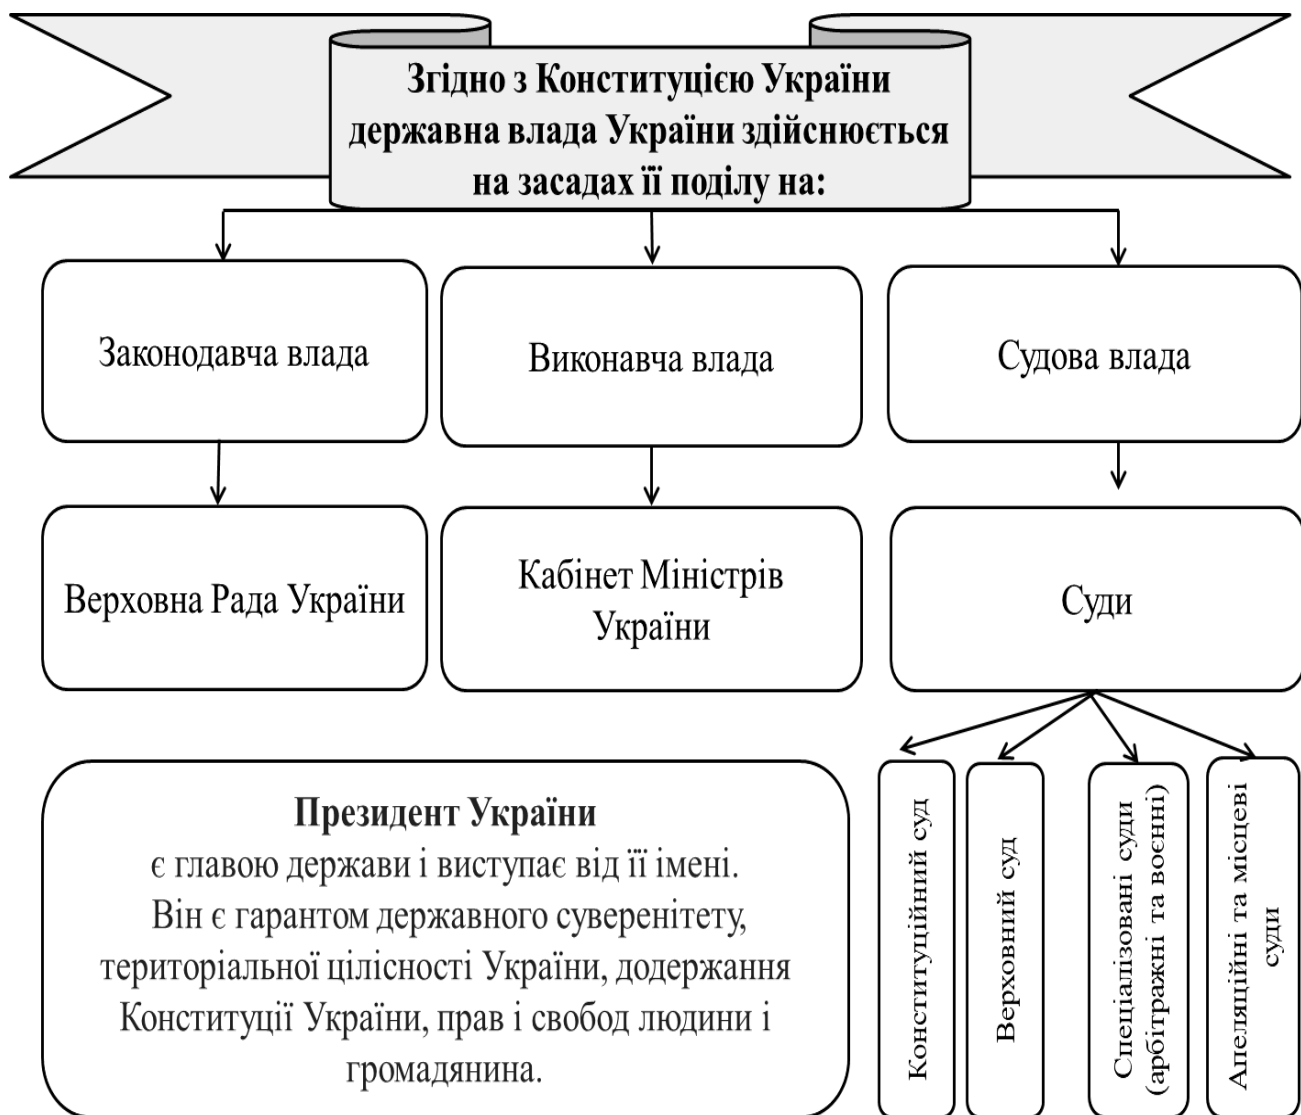 Згідно з Конституцією України
державна влада України здійснюється
на засадах її поділу на:
Законодавча влада
Виконавча влада
Судова влада
Верховна Рада України
Кабінет Міністрів
України
Суди
Президент України
є главою держави і виступає від її імені.
Він є гарантом державного суверенітету,
територіальної цілісності України, додержання
Конституції України, прав і свобод людини і
громадянина.
Конституційний суд
Верховний суд
Спеціалізовані суди
(арбітражні та воєнні)
Апеляційні та місцеві
суди